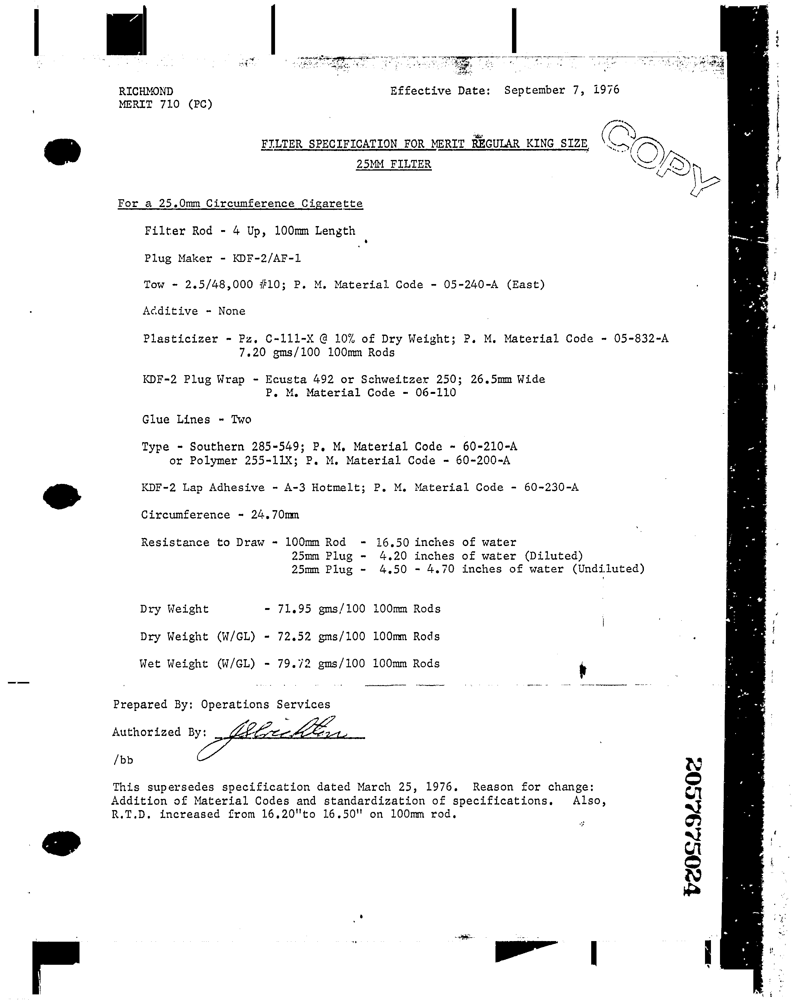 RICHMOND
MERIT 710 (PC)
Effective Date: September 7, 1976
COPY
FILTER SPECIFICATION FOR MERIT REGULAR KING SIZE
25MM FILTER
For a 25.0mm Circumference Cigarette
Filter Rod - 4 Up, 100mm Length
Plug Maker - KDF-2/AF-1
Tow - 2.5/48,000 #10; P. M. Material Code - 05-240-A (East)
Additive - None
Plasticizer - Pz. C-111-X @ 10% of Dry Weight; P. M. Material Code - 05-832-A
7.20 gms/100 100mm Rods
KDF-2 Plug Wrap - Ecusta 492 or Schweitzer 250; 26.5mm Wide
P. M. Material Code - 06-110
Glue Lines - Two
Type - Southern 285-549; P. M. Material Code - 60-210-A
or Polymer 255-11X; P. M. Material Code - 60-200-A
KDF-2 Lap Adhesive - A-3 Hotmelt; P. M. Material Code - 60-230-A
Circumference - 24.70mm
Resistance to Draw - 100mm Rod - 16.50 inches of water
25mm Plug - 4.20 inches of water (Diluted)
25mm Plug - 4.50 - 4.70 inches of water (Undiluted)
Dry Weight - 71.95 gms/100 100mm Rods
Dry Weight (W/GL) - 72.52 gms/100 100mm Rods
Wet Weight (W/GL) - 79.72 gms/100 100mm Rods
Prepared By: Operations Services
Authorized By:
/bb
This supersedes specification dated March 25, 1976. Reason for change:
Addition of Material Codes and standardization of specifications. Also,
R.T.D. increased from 16.20"to 16.50" on 100mm rod.
2057675024